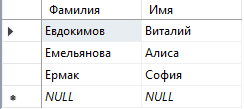 Фамилия Имя
Евдокимов Виталий
Емельянова Алиса
Ермак София
NULL NULL